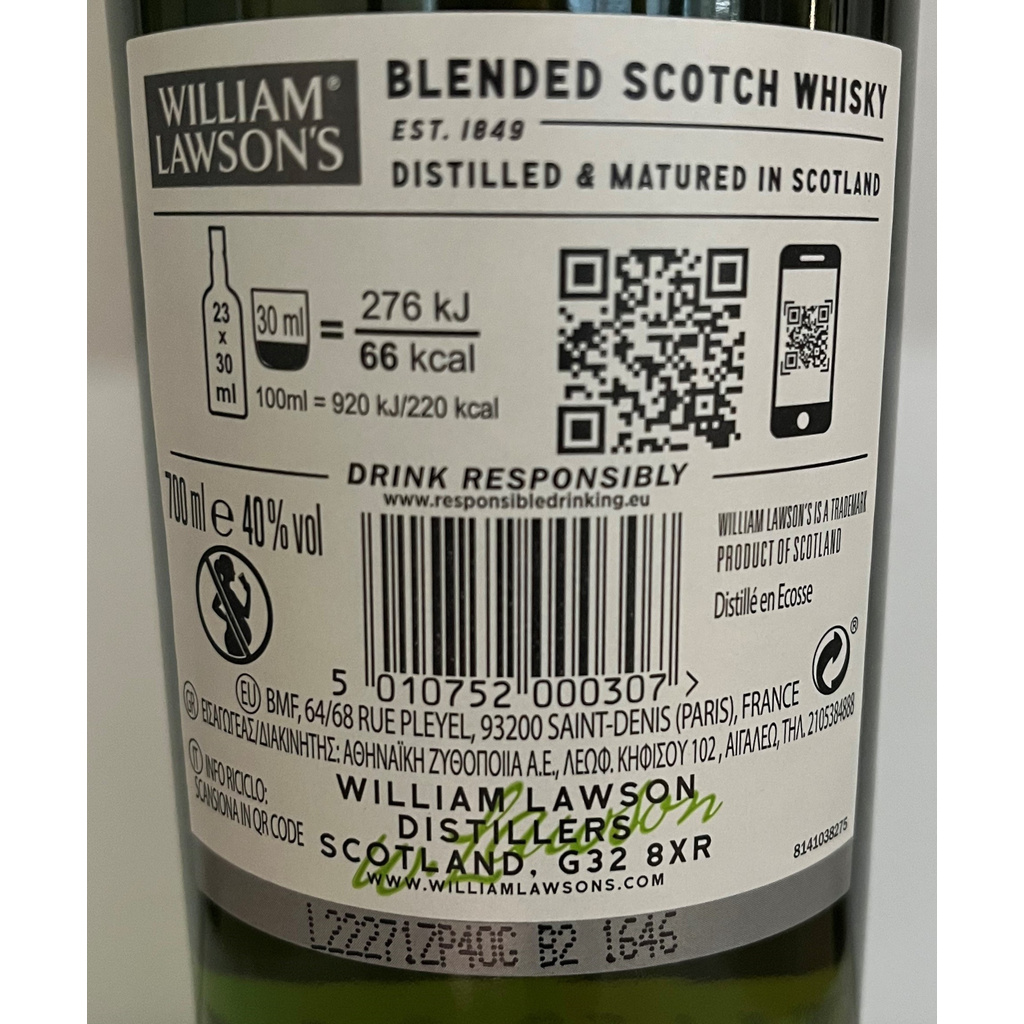 WILLIAM
LAWSON'S®
BLENDED SCOTCH WHISKY
EST. 1849
DISTILLED & MATURED IN SCOTLAND
23
x
30
ml
30 ml
=
276 kJ
66 kcal
100ml = 920 kJ/220 kcal
DRINK RESPONSIBLY
www.responsibledrinking.eu
700 ml e 40% vol
WILLIAM LAWSON'S IS A TRADEMARK
PRODUCT OF SCOTLAND
Distillé en Ecosse
®
5 010752 000307 >
EU BMF, 64/68 RUE PLEYEL, 93200 SAINT-DENIS (PARIS), FRANCE
GR ΕΙΣΑΓΩΓΕΑΣ/ΔΙΑΚΙΝΗΤΗΣ: ΑΘΗΝΑΪΚΗ ΖΥΘΟΠΟΙΙΑ Α.Ε., ΛΕΩΦ. ΚΗΦΙΣΟΥ 102, ΑΙΓΑΛΕΩ, ΤΗΛ. 2105384888
IT INFO RICICLO:
SCANSIONA IN QR CODE
WILLIAM LAWSON
DISTILLERS
SCOTLAND, G32 8XR
WWW.WILLIAMLAWSONS.COM
W. Lawson
8141038275
L22271ZP40G B2 1646